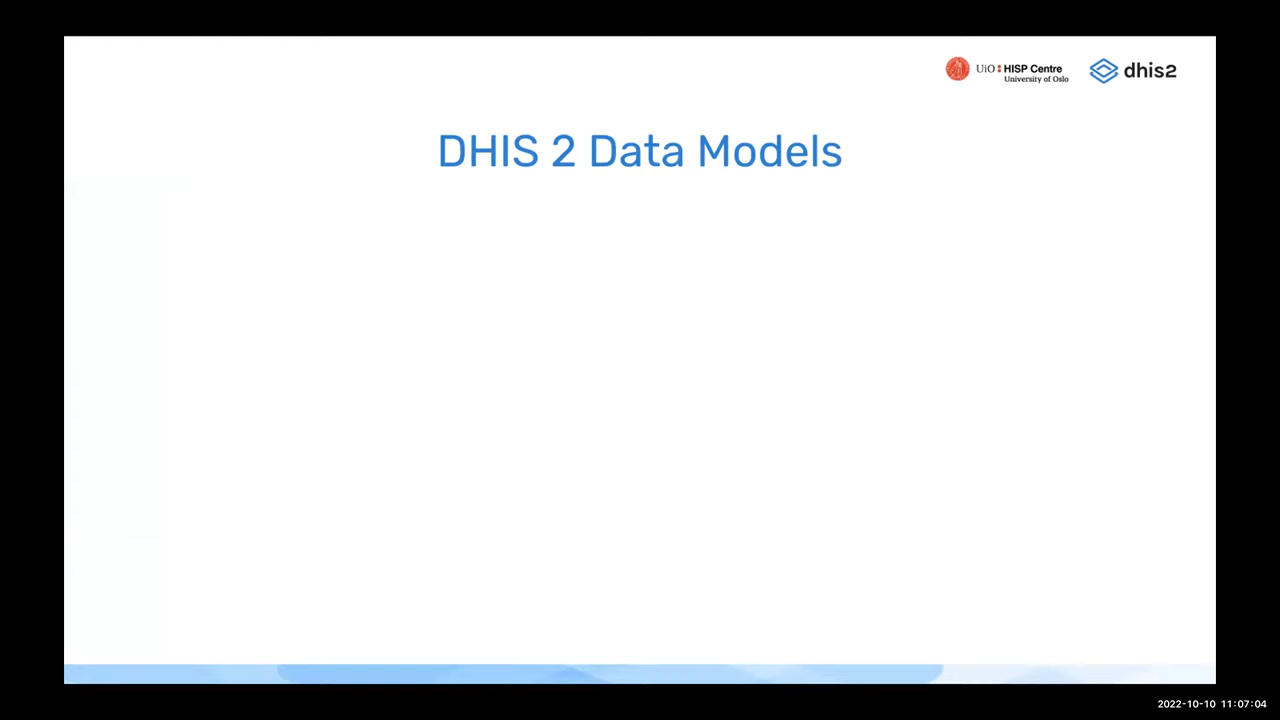 UiO : HISP Centre
University of Oslo
dhis2
DHIS 2 Data Models
2022-10-10 11:07:04